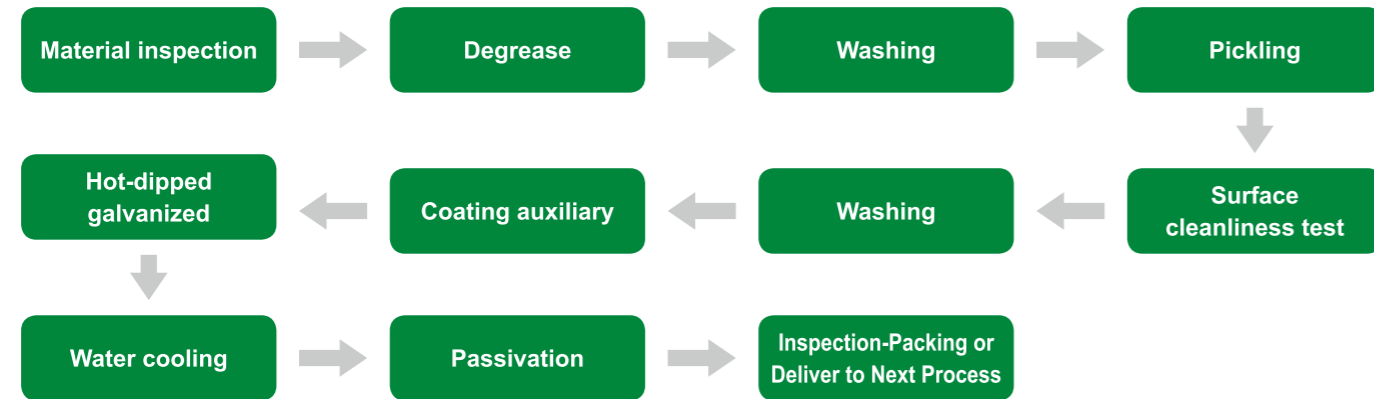 Material inspection
Degrease
Washing
Pickling
Surface
cleanliness test
Washing
Coating auxiliary
Hot-dipped
galvanized
Water cooling
Passivation
Inspection-Packing or
Deliver to Next Process